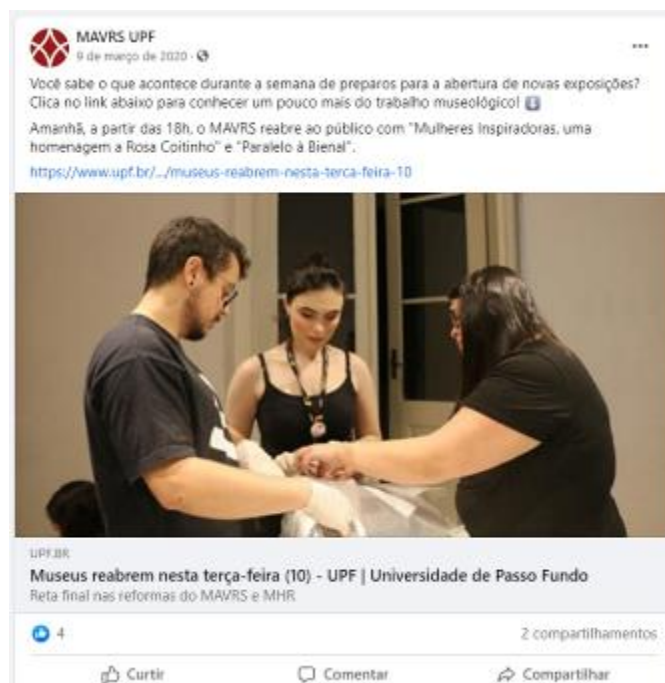 MAVRS UPF
9 de março de 2020 ·
Você sabe o que acontece durante a semana de preparos para a abertura de novas exposições?
Clica no link abaixo para conhecer um pouco mais do trabalho museológico! ⬇️
Amanhã, a partir das 18h, o MAVRS reabre ao público com "Mulheres Inspiradoras, uma
homenagem a Rosa Coitinho" e "Paralelo à Bienal".
https://www.upf.br/.../museus-reabrem-nesta-terca-feira-10
UPF.BR
Museus reabrem nesta terça-feira (10) - UPF | Universidade de Passo Fundo
Reta final nas reformas do MAVRS e MHR
4
2 compartilhamentos
Curtir
Comentar
Compartilhar